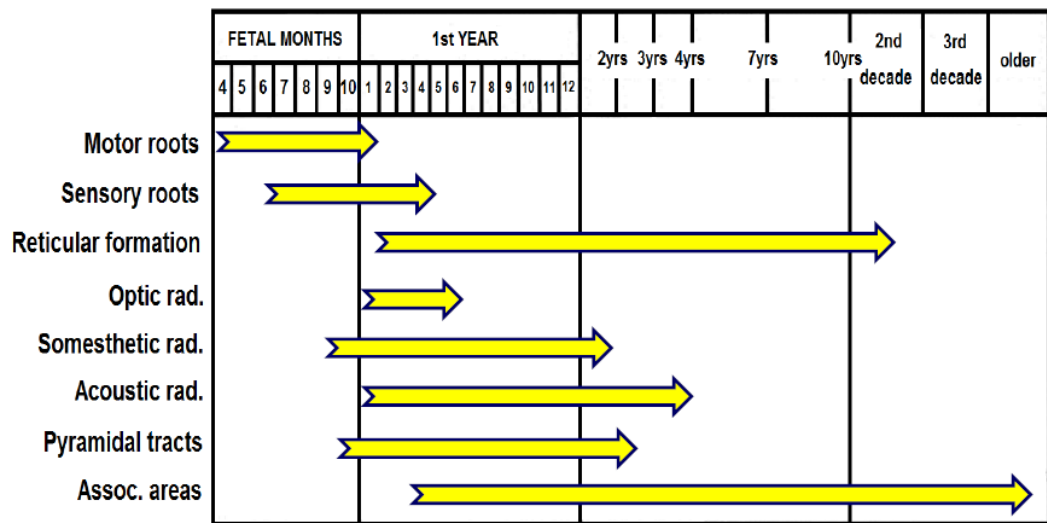 FETAL MONTHS 1st YEAR 2yrs 3yrs 4yrs 7yrs 10yrs 2nd decade 3rd decade older
4 5 6 7 8 9 10 1 2 3 4 5 6 7 8 9 10 11 12
Motor roots
Sensory roots
Reticular formation
Optic rad.
Somesthetic rad.
Acoustic rad.
Pyramidal tracts
Assoc. areas